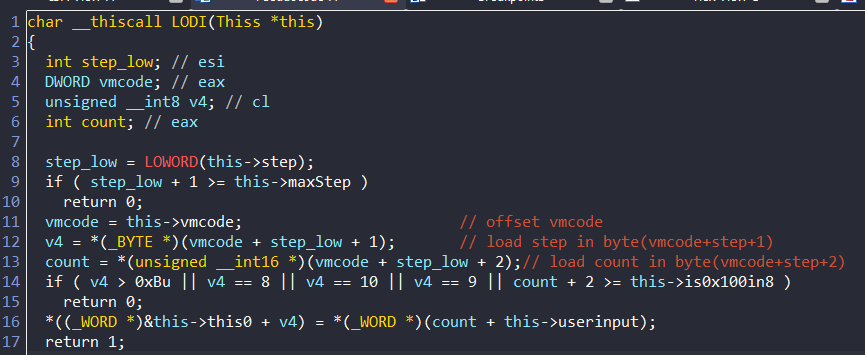 1 char __thiscall LODI(Thiss *this)
2 {
3   int step_low; // esi
4   DWORD vmcode; // eax
5   unsigned __int8 v4; // cl
6   int count; // eax
7
8   step_low = LOWORD(this->step);
9   if ( step_low + 1 >= this->maxStep )
10     return 0;
11   vmcode = this->vmcode;                        // offset vmcode
12   v4 = *(_BYTE *)(vmcode + step_low + 1);       // load step in byte(vmcode+step+1)
13   count = *(unsigned __int16 *)(vmcode + step_low + 2);// load count in byte(vmcode+step+2)
14   if ( v4 > 0xBu || v4 == 8 || v4 == 10 || v4 == 9 || count + 2 >= this->is0x100in8 )
15     return 0;
16   *((_WORD *)&this->this0 + v4) = *(_WORD *)(count + this->userinput);
17   return 1;